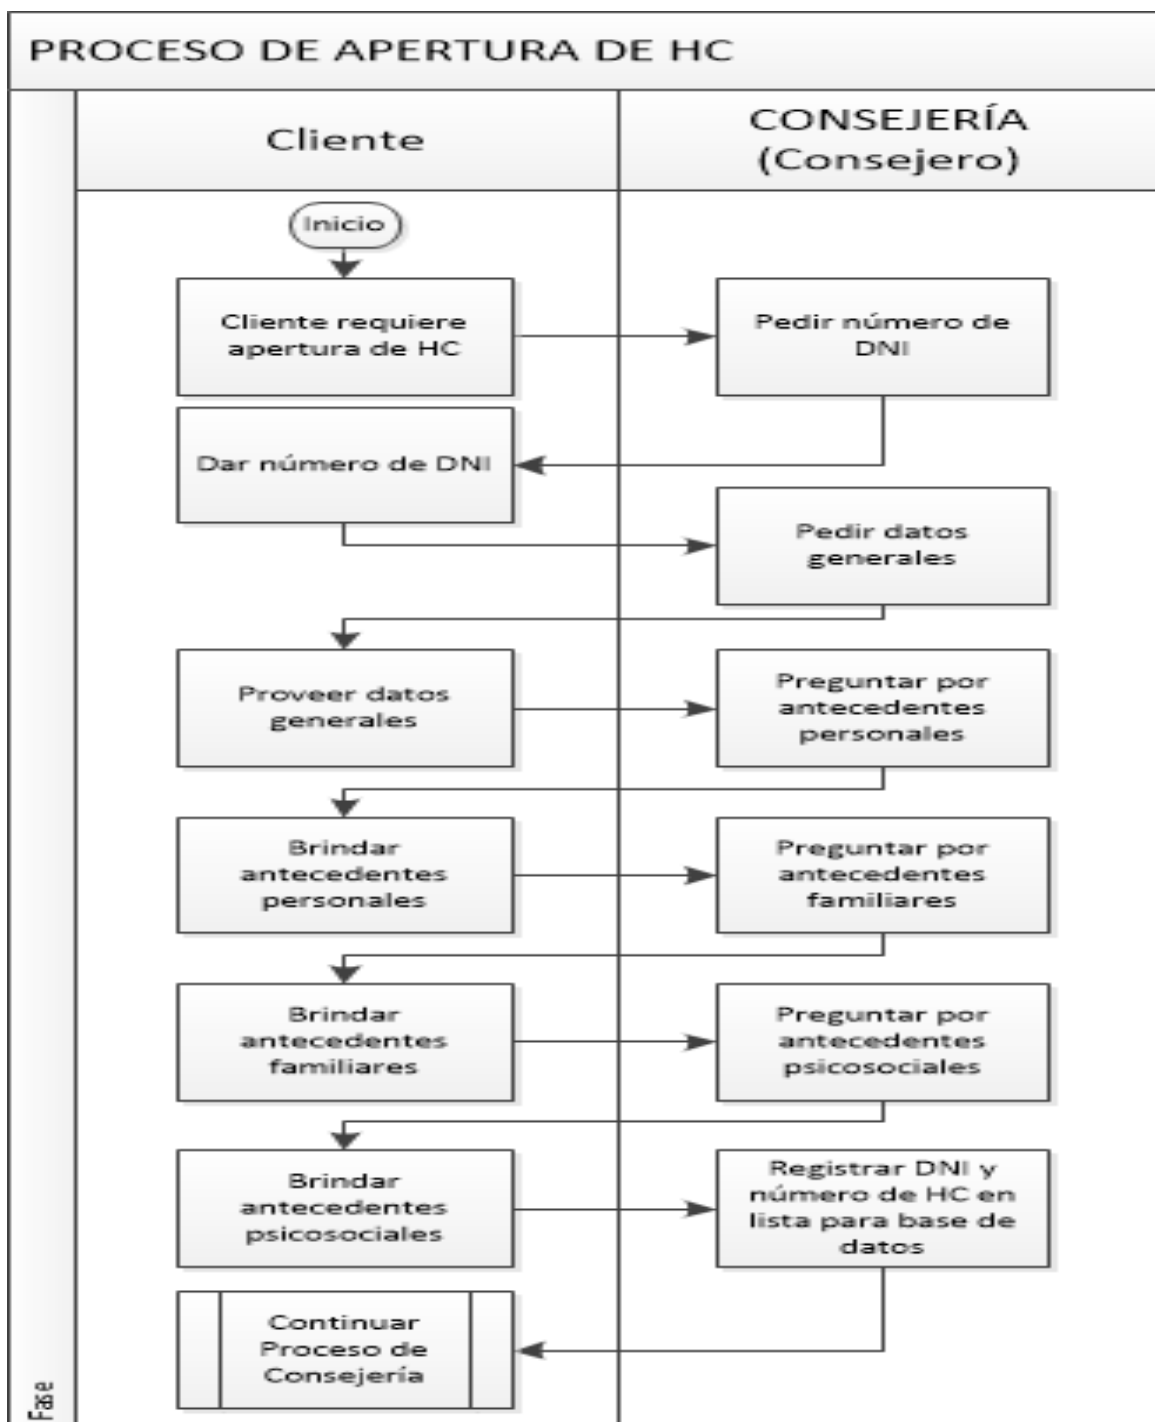 PROCESO DE APERTURA DE HC
Cliente
CONSEJERÍA
(Consejero)
Inicio
Cliente requiere
apertura de HC
Pedir número de
DNI
Dar número de DNI
Pedir datos
generales
Proveer datos
generales
Preguntar por
antecedentes
personales
Brindar
antecedentes
personales
Preguntar por
antecedentes
familiares
Brindar
antecedentes
familiares
Preguntar por
antecedentes
psicosociales
Brindar
antecedentes
psicosociales
Registrar DNI y
número de HC en
lista para base de
datos
Continuar
Proceso de
Consejería
Fase